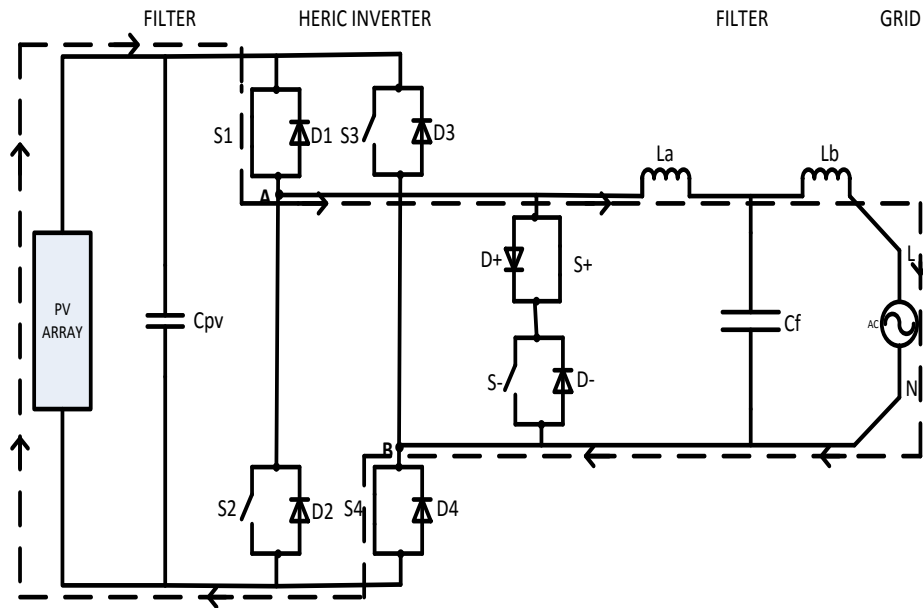 FILTER
HERIC INVERTER
FILTER
GRID
S1
D1
S3
D3
La
Lb
A
D+
S+
L
PV
ARRAY
Cpv
Cf
AC
S-
D-
N
B
S2
D2
S4
D4